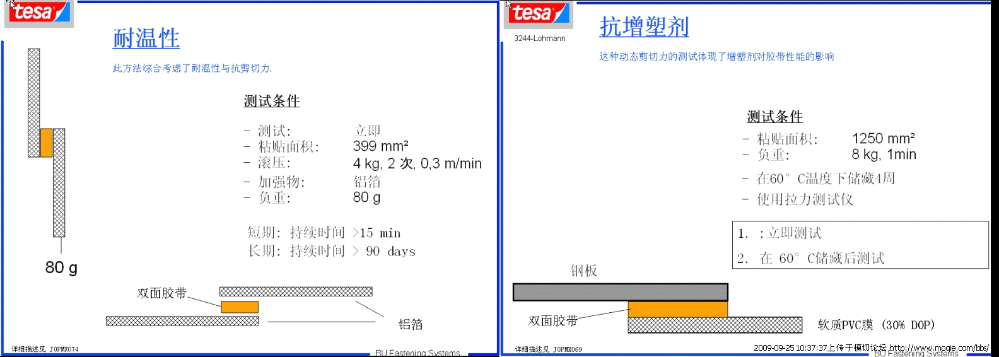 tesa
耐温性
此方法综合考虑了耐温性与抗剪切力.
测试条件
- 测试: 立即
- 粘贴面积: 399 mm²
- 滚压: 4 kg, 2 次, 0,3 m/min
- 加强物: 铝箔
- 负重: 80 g
短期: 持续时间 >15 min
长期: 持续时间 > 90 days
80 g
双面胶带
铝箔
详细描述见 JOPMX074
BU Fastening Systems
tesa
3244-Lohmann
抗增塑剂
这种动态剪切力的测试体现了增塑剂对胶带性能的影响
测试条件
- 粘贴面积: 1250 mm²
- 负重: 8 kg, 1min
- 在60° C温度下储藏4周
- 使用拉力测试仪
1. :立即测试
2. 在 60° C储藏后测试
钢板
双面胶带
软质PVC膜 (30% DOP)
详细描述见 JOPMX069
2009-09-25 10:37:37上传于模切论坛 http://www.moqie.com/bbs/
BU Fastening Systems